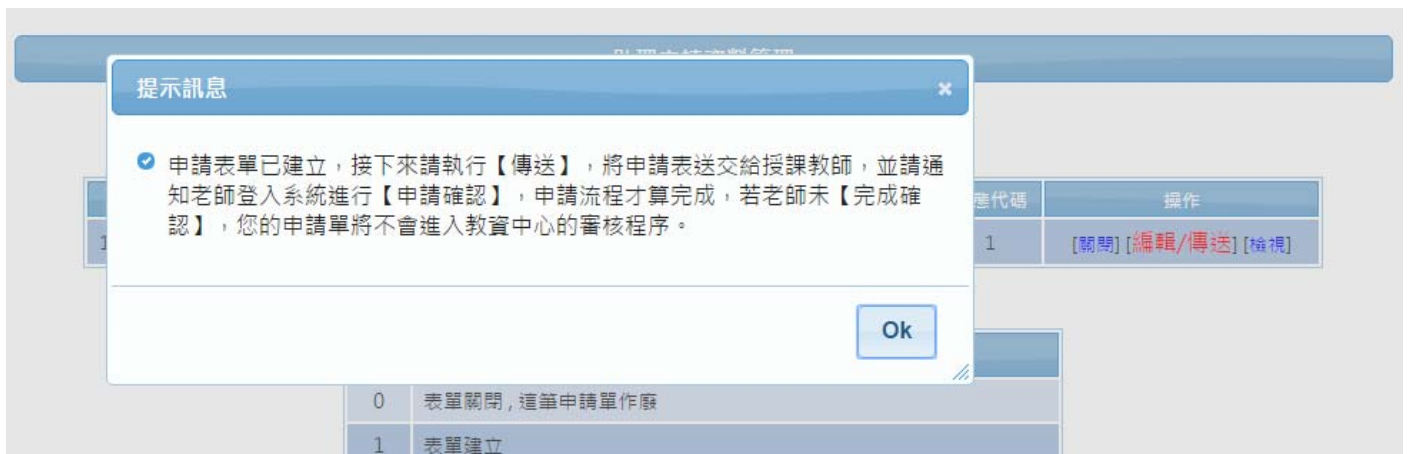 提示訊息
申請表單已建立，接下來請執行【傳送】，將申請表送交給授課教師，並請通
知老師登入系統進行【申請確認】，申請流程才算完成，若老師未【完成確
認】，您的申請單將不會進入教資中心的審核程序。
態代碼 操作
1 1 [關閉] [編輯/傳送] [檢視]
Ok
0 表單關閉，這筆申請單作廢
1 表單建立